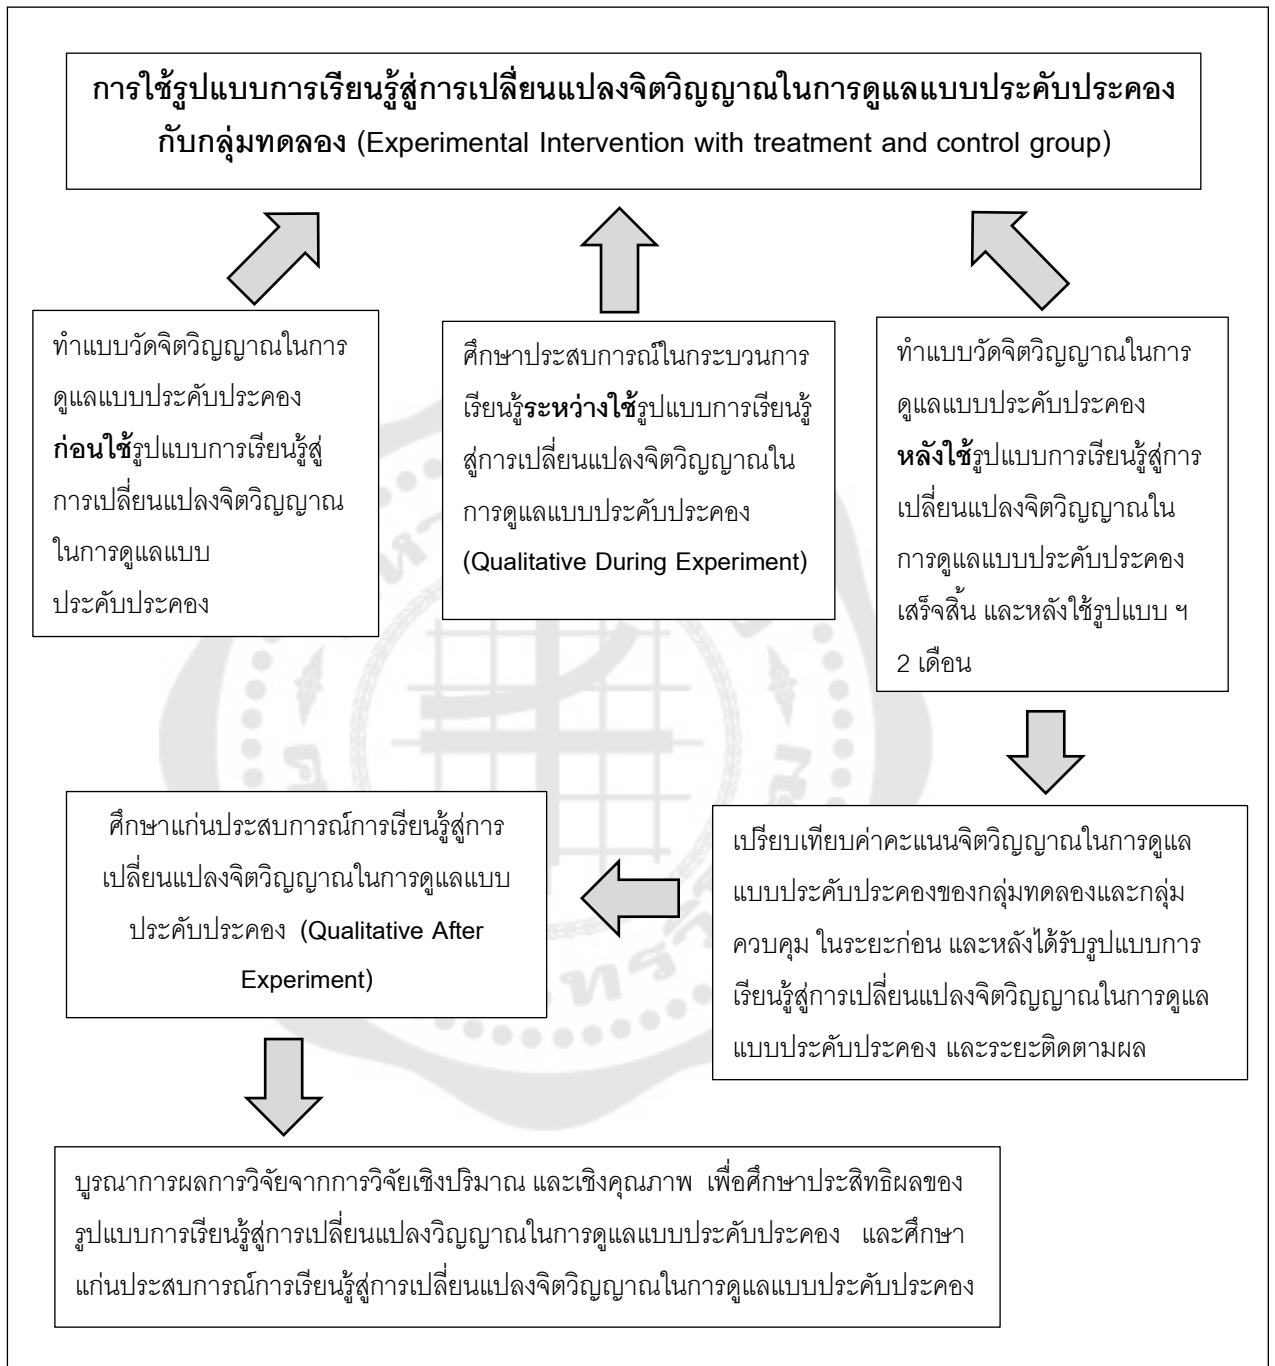 การใช้รูปแบบการเรียนรู้สู่การเปลี่ยนแปลงจิตวิญญาณในการดูแลแบบประคับประคอง
กับกลุ่มทดลอง (Experimental Intervention with treatment and control group)
ทำแบบวัดจิตวิญญาณในการ
ดูแลแบบประคับประคอง
ก่อนใช้รูปแบบการเรียนรู้สู่
การเปลี่ยนแปลงจิตวิญญาณ
ในการดูแลแบบ
ประคับประคอง
ศึกษาประสบการณ์ในกระบวนการ
เรียนรู้ระหว่างใช้รูปแบบการเรียนรู้
สู่การเปลี่ยนแปลงจิตวิญญาณใน
การดูแลแบบประคับประคอง
(Qualitative During Experiment)
ทำแบบวัดจิตวิญญาณในการ
ดูแลแบบประคับประคอง
หลังใช้รูปแบบการเรียนรู้สู่การ
เปลี่ยนแปลงจิตวิญญาณใน
การดูแลแบบประคับประคอง
เสร็จสิ้น และหลังใช้รูปแบบ ฯ
2 เดือน
ศึกษาแก่นประสบการณ์การเรียนรู้สู่การ
เปลี่ยนแปลงจิตวิญญาณในการดูแลแบบ
ประคับประคอง (Qualitative After
Experiment)
เปรียบเทียบค่าคะแนนจิตวิญญาณในการดูแล
แบบประคับประคองของกลุ่มทดลองและกลุ่ม
ควบคุม ในระยะก่อน และหลังได้รับรูปแบบการ
เรียนรู้สู่การเปลี่ยนแปลงจิตวิญญาณในการดูแล
แบบประคับประคอง และระยะติดตามผล
บูรณาการผลการวิจัยจากการวิจัยเชิงปริมาณ และเชิงคุณภาพ เพื่อศึกษาประสิทธิผลของ
รูปแบบการเรียนรู้สู่การเปลี่ยนแปลงวิญญาณในการดูแลแบบประคับประคอง และศึกษา
แก่นประสบการณ์การเรียนรู้สู่การเปลี่ยนแปลงจิตวิญญาณในการดูแลแบบประคับประคอง